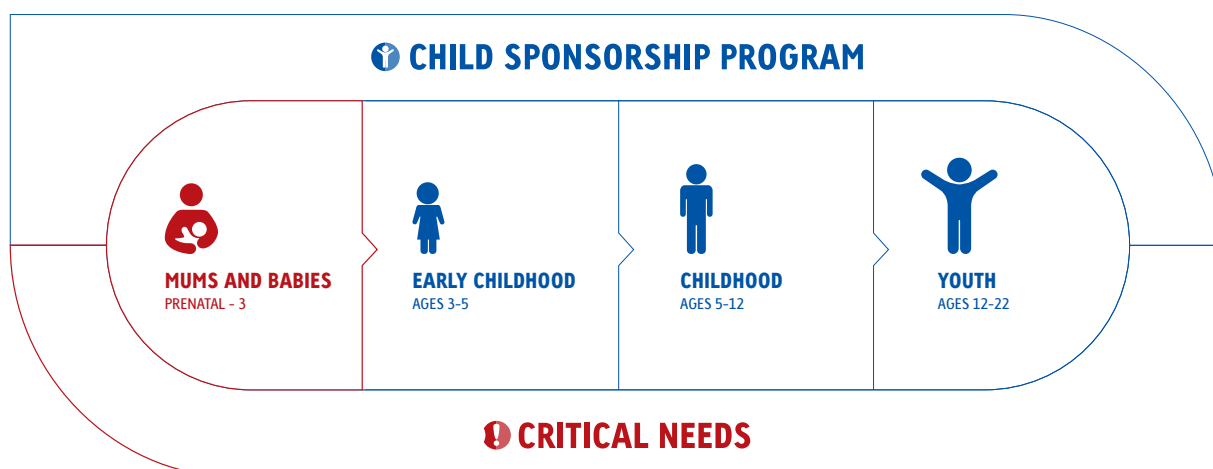 CHILD SPONSORSHIP PROGRAM
MUMS AND BABIES
PRENATAL - 3
EARLY CHILDHOOD
AGES 3-5
CHILDHOOD
AGES 5-12
YOUTH
AGES 12-22
CRITICAL NEEDS